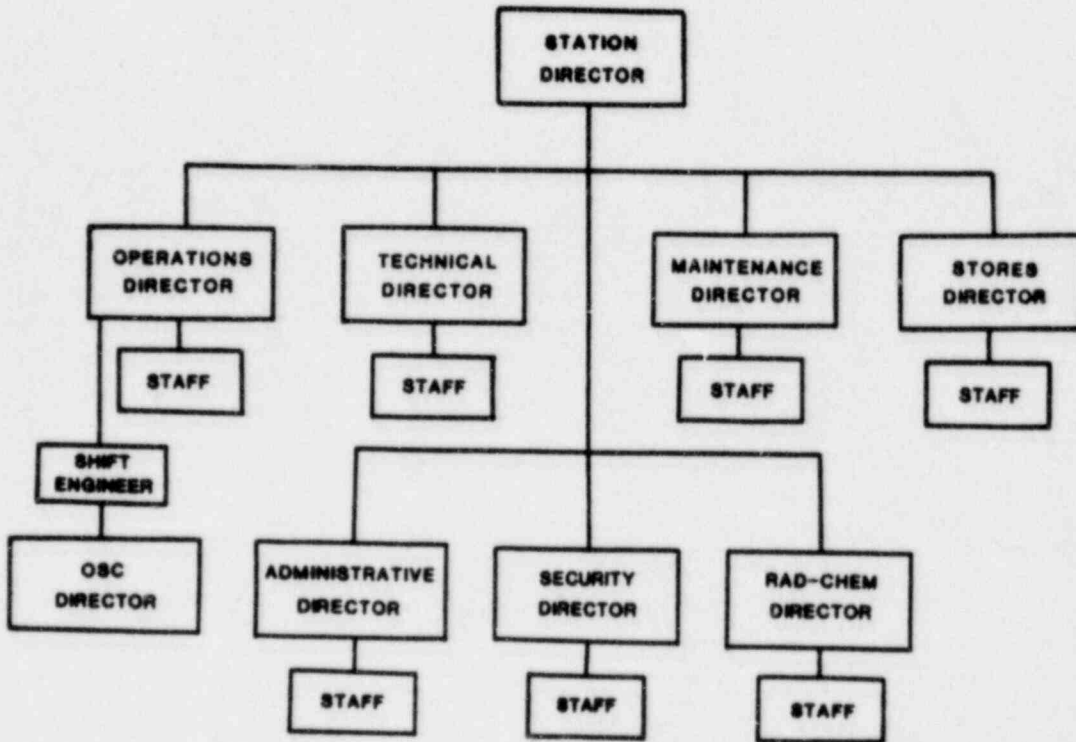 STATION
DIRECTOR
OPERATIONS
DIRECTOR
TECHNICAL
DIRECTOR
MAINTENANCE
DIRECTOR
STORES
DIRECTOR
STAFF
STAFF
STAFF
STAFF
SHIFT
ENGINEER
OSC
DIRECTOR
ADMINISTRATIVE
DIRECTOR
SECURITY
DIRECTOR
RAD-CHEM
DIRECTOR
STAFF
STAFF
STAFF